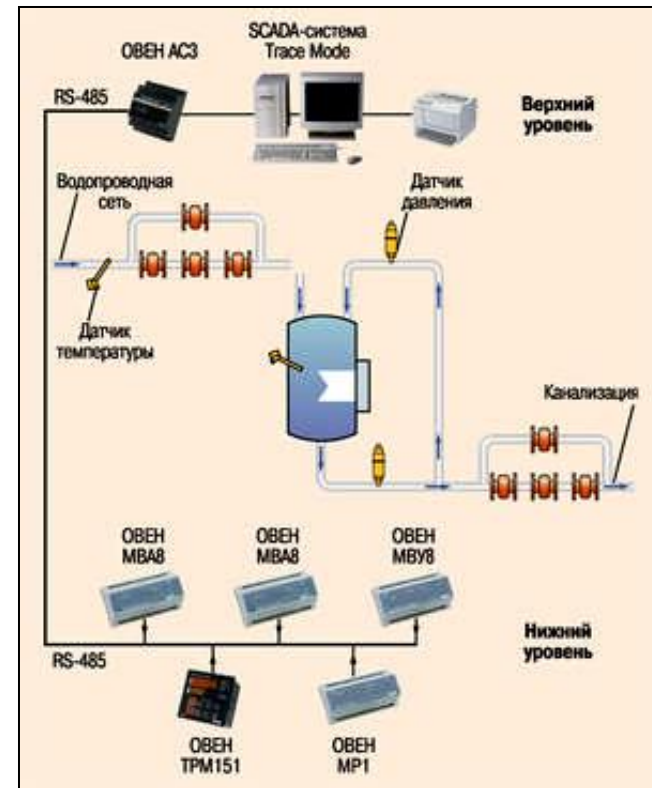 SCADA-система
Trace Mode
ОВЕН АС3
RS-485
Верхний
уровень
Водопроводная
сеть
Датчик
давления
Датчик
температуры
Канализация
ОВЕН
МВА8
ОВЕН
МВА8
ОВЕН
МВУ8
Нижний
уровень
RS-485
ОВЕН
ТРМ151
ОВЕН
МР1